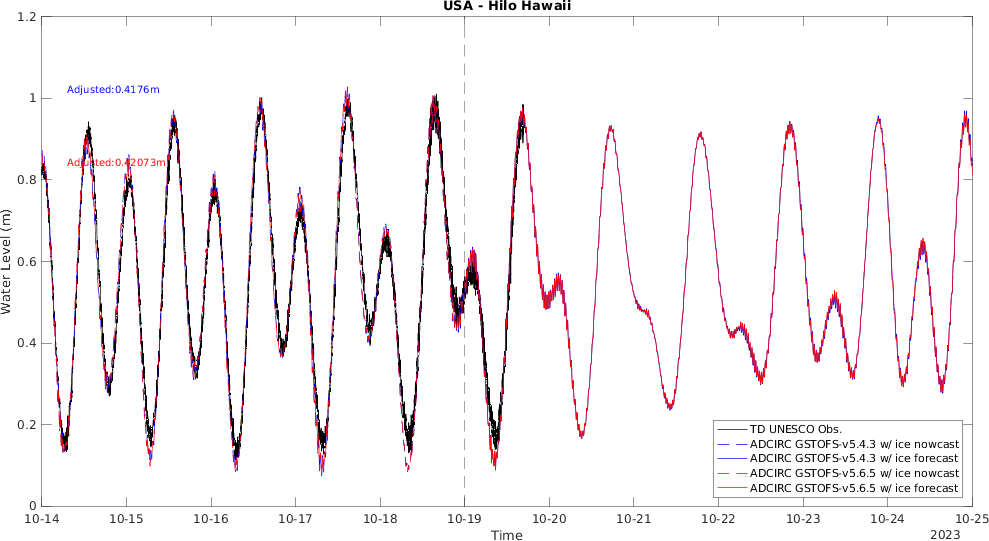 USA - Hilo Hawaii
1.2
1
0.8
0.6
0.4
0.2
0
Water Level (m)
Adjusted:0.4176m
Adjusted:0.42073m
TD UNESCO Obs.
ADCIRC GSTOFS-v5.4.3 w/ ice nowcast
ADCIRC GSTOFS-v5.4.3 w/ ice forecast
ADCIRC GSTOFS-v5.6.5 w/ ice nowcast
ADCIRC GSTOFS-v5.6.5 w/ ice forecast
10-14 10-15 10-16 10-17 10-18 10-19 10-20 10-21 10-22 10-23 10-24 10-25
Time
2023